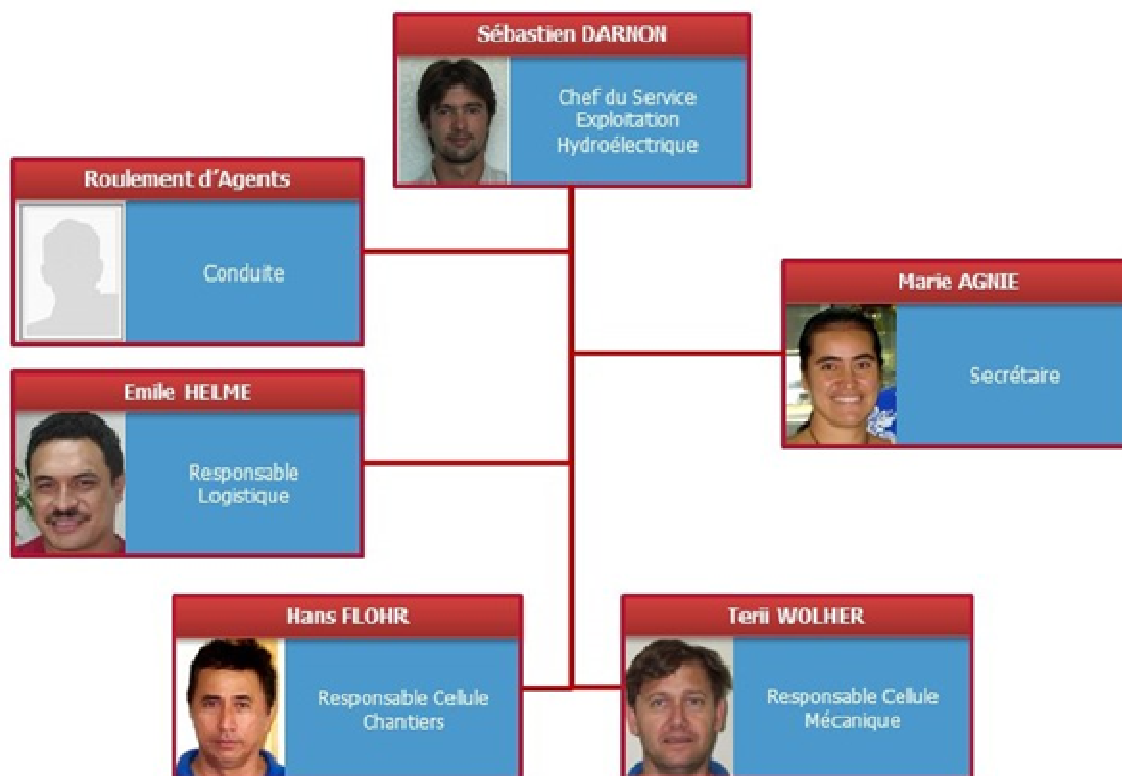 Sébastien DARNON
Chef du Service
Exploitation
Hydroélectrique
Roulement d'Agents
Conduite
Marie AGNIE
Secrétaire
Emile HEILME
Responsable
Logistique
Hans FLOHR
Responsable Cellule
Chantiers
Terii WOLHER
Responsable Cellule
Mécanique